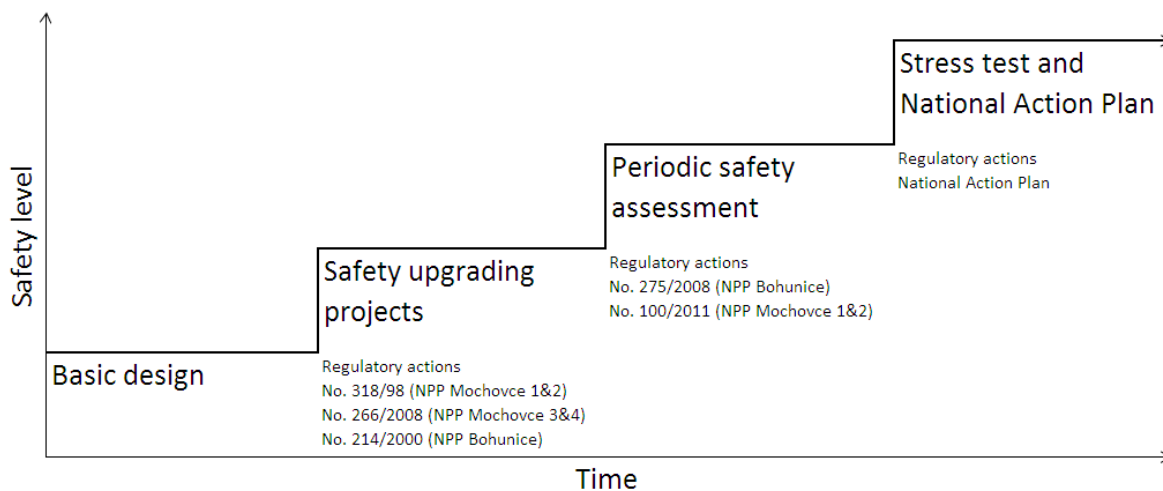 Stress test and
National Action Plan
Regulatory actions
National Action Plan
Periodic safety
assessment
Regulatory actions
No. 275/2008 (NPP Bohunice)
No. 100/2011 (NPP Mochovce 1&2)
Safety upgrading
projects
Regulatory actions
No. 318/98 (NPP Mochovce 1&2)
No. 266/2008 (NPP Mochovce 3&4)
No. 214/2000 (NPP Bohunice)
Basic design
Safety level
Time